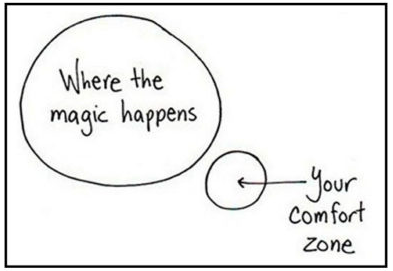 Where the
magic happens
Your
comfort
zone